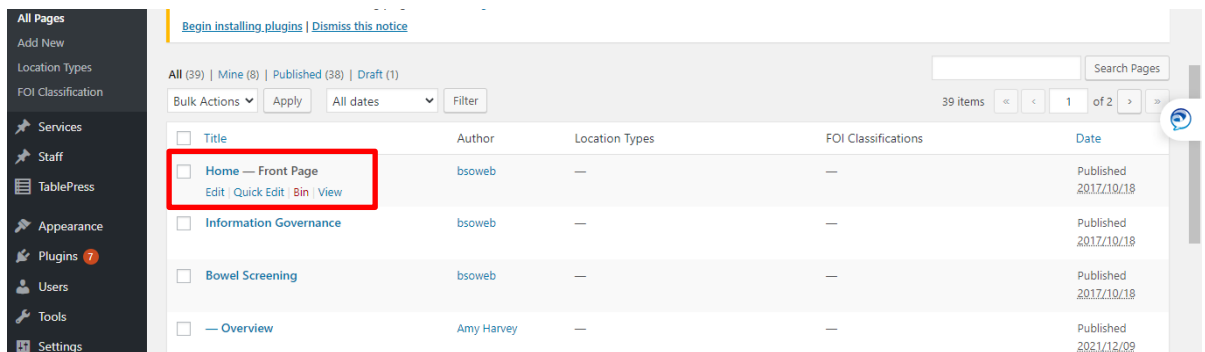 All Pages
Add New
Location Types
FOI Classification
Services
Staff
TablePress
Appearance
Plugins 7
Users
Tools
Settings
Begin installing plugins | Dismiss this notice
All (39) | Mine (8) | Published (38) | Draft (1)
Search Pages
Bulk Actions Apply All dates Filter
39 items « ‹ 1 of 2 › »
Title Author Location Types FOI Classifications Date
Home — Front Page bsoweb — — Published
Edit | Quick Edit | Bin | View 2017/10/18
Information Governance bsoweb — — Published
2017/10/18
Bowel Screening bsoweb — — Published
2017/10/18
— Overview Amy Harvey — — Published
2021/12/09